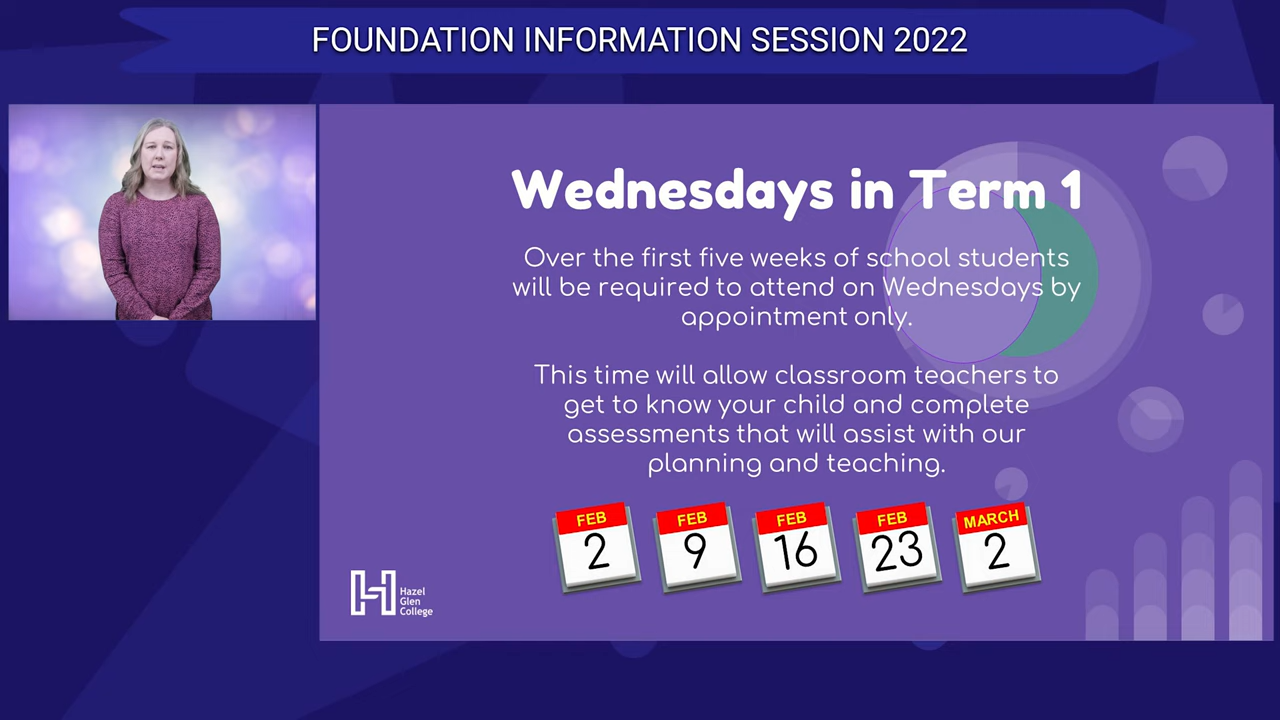 FOUNDATION INFORMATION SESSION 2022
Wednesdays in Term 1
Over the first five weeks of school students
will be required to attend on Wednesdays by
appointment only.
This time will allow classroom teachers to
get to know your child and complete
assessments that will assist with our
planning and teaching.
FEB
2
FEB
9
FEB
16
FEB
23
MARCH
2
Hazel
Glen
College